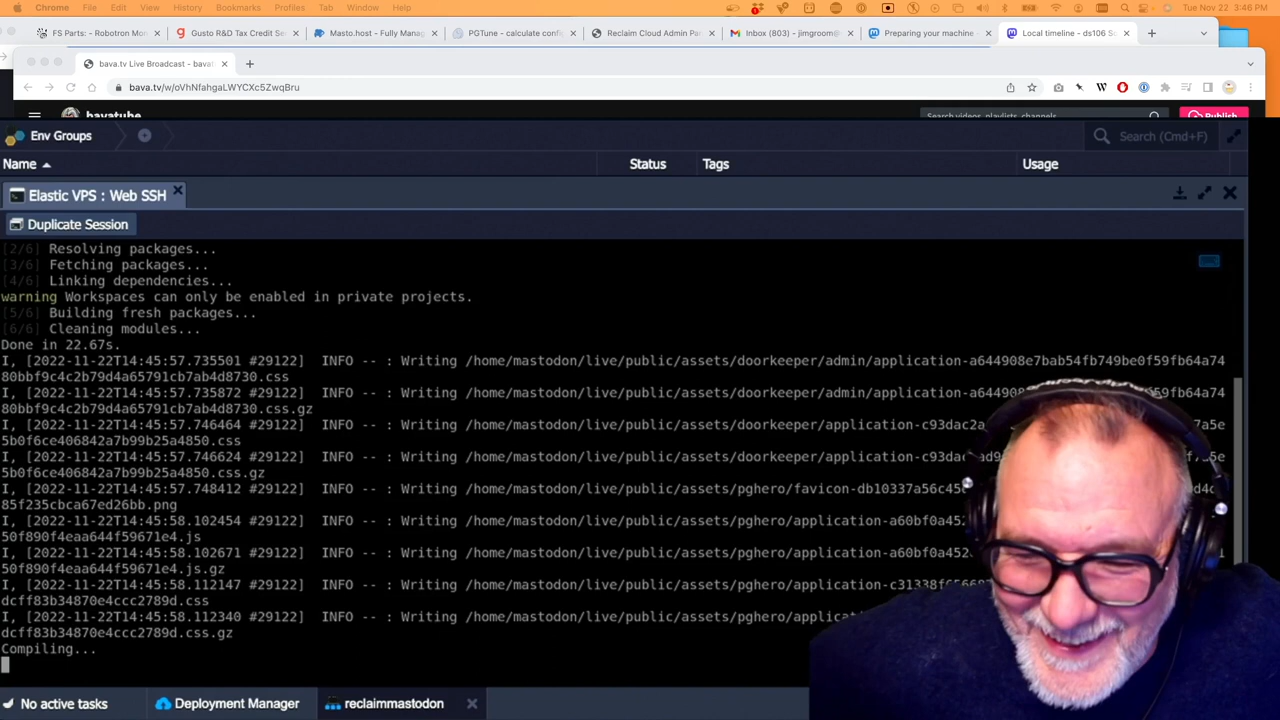 Chrome File Edit View History Bookmarks Profiles Tab Window Help Tue Nov 22 3:46 PM
FS Parts: - Robotron Mon Gusto R&D Tax Credit Ser Masto.host - Fully Manag PGTune - calculate config Reclaim Cloud Admin Pan Inbox (803) - jimgroom@ Preparing your machine - Local timeline - ds106 So
bava.tv Live Broadcast - bavat
bava.tv/w/oVhNfahgaLWYCXc5ZwqBru
bavatube Search videos, playlists, channels, Publish
Env Groups Search (Cmd+F)
Name Status Tags Usage
Elastic VPS : Web SSH
Duplicate Session
[2/6] Resolving packages...
[3/6] Fetching packages...
[4/6] Linking dependencies...
warning Workspaces can only be enabled in private projects.
[5/6] Building fresh packages...
[6/6] Cleaning modules...
Done in 22.67s.
I, [2022-11-22T14:45:57.735501 #29122] INFO -- : Writing /home/mastodon/live/public/assets/doorkeeper/admin/application-a644908e7bab54fb749be0f59fb64a74
80bbf9c4c2b79d4a65791cb7ab4d8730.css
I, [2022-11-22T14:45:57.735872 #29122] INFO -- : Writing /home/mastodon/live/public/assets/doorkeeper/admin/application-a644908
80bbf9c4c2b79d4a65791cb7ab4d8730.css.gz
I, [2022-11-22T14:45:57.746464 #29122] INFO -- : Writing /home/mastodon/live/public/assets/doorkeeper/application-c93dac2a
5b0f6ce406842a7b99b25a4850.css
I, [2022-11-22T14:45:57.746624 #29122] INFO -- : Writing /home/mastodon/live/public/assets/doorkeeper/application-c93dac
5b0f6ce406842a7b99b25a4850.css.gz
I, [2022-11-22T14:45:57.748412 #29122] INFO -- : Writing /home/mastodon/live/public/assets/pghero/favicon-db10337a56c45
85f235cbca67ed26bb.png
I, [2022-11-22T14:45:58.102454 #29122] INFO -- : Writing /home/mastodon/live/public/assets/pghero/application-a60bf0a452
50f890f4eaa644f59671e4.js
I, [2022-11-22T14:45:58.102671 #29122] INFO -- : Writing /home/mastodon/live/public/assets/pghero/application-a60bf0a452
50f890f4eaa644f59671e4.js.gz
I, [2022-11-22T14:45:58.112147 #29122] INFO -- : Writing /home/mastodon/live/public/assets/pghero/application-c31338f
dcff83b34870e4ccc2789d.css
I, [2022-11-22T14:45:58.112340 #29122] INFO -- : Writing /home/mastodon/live/public/assets/pghero/applicat
dcff83b34870e4ccc2789d.css.gz
Compiling...
No active tasks Deployment Manager reclaimmastodon